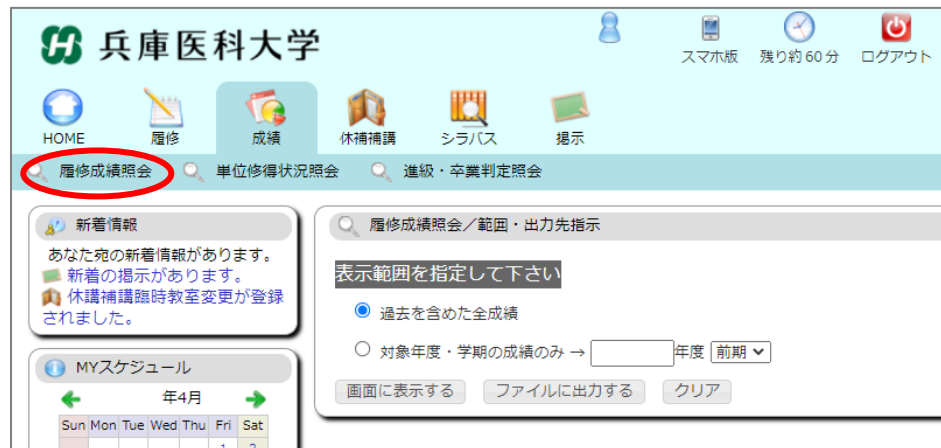 兵庫医科大学
スマホ版 残り約60分 ログアウト
HOME 履修 成績 休補補講 シラバス 掲示
履修成績照会 単位修得状況照会 進級・卒業判定照会
新着情報
あなた宛の新着情報があります。
新着の掲示があります。
休講補講臨時教室変更が登録
されました。
MYスケジュール
年4月
Sun Mon Tue Wed Thu Fri Sat
1 2
履修成績照会／範囲・出力先指示
表示範囲を指定して下さい
過去を含めた全成績
対象年度・学期の成績のみ → 年度 前期
画面に表示する ファイルに出力する クリア